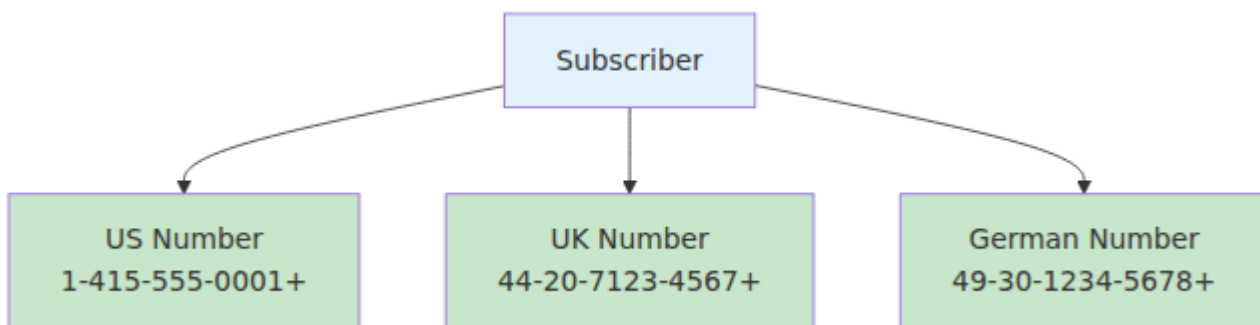 Subscriber
US Number
1-415-555-0001+
UK Number
44-20-7123-4567+
German Number
49-30-1234-5678+